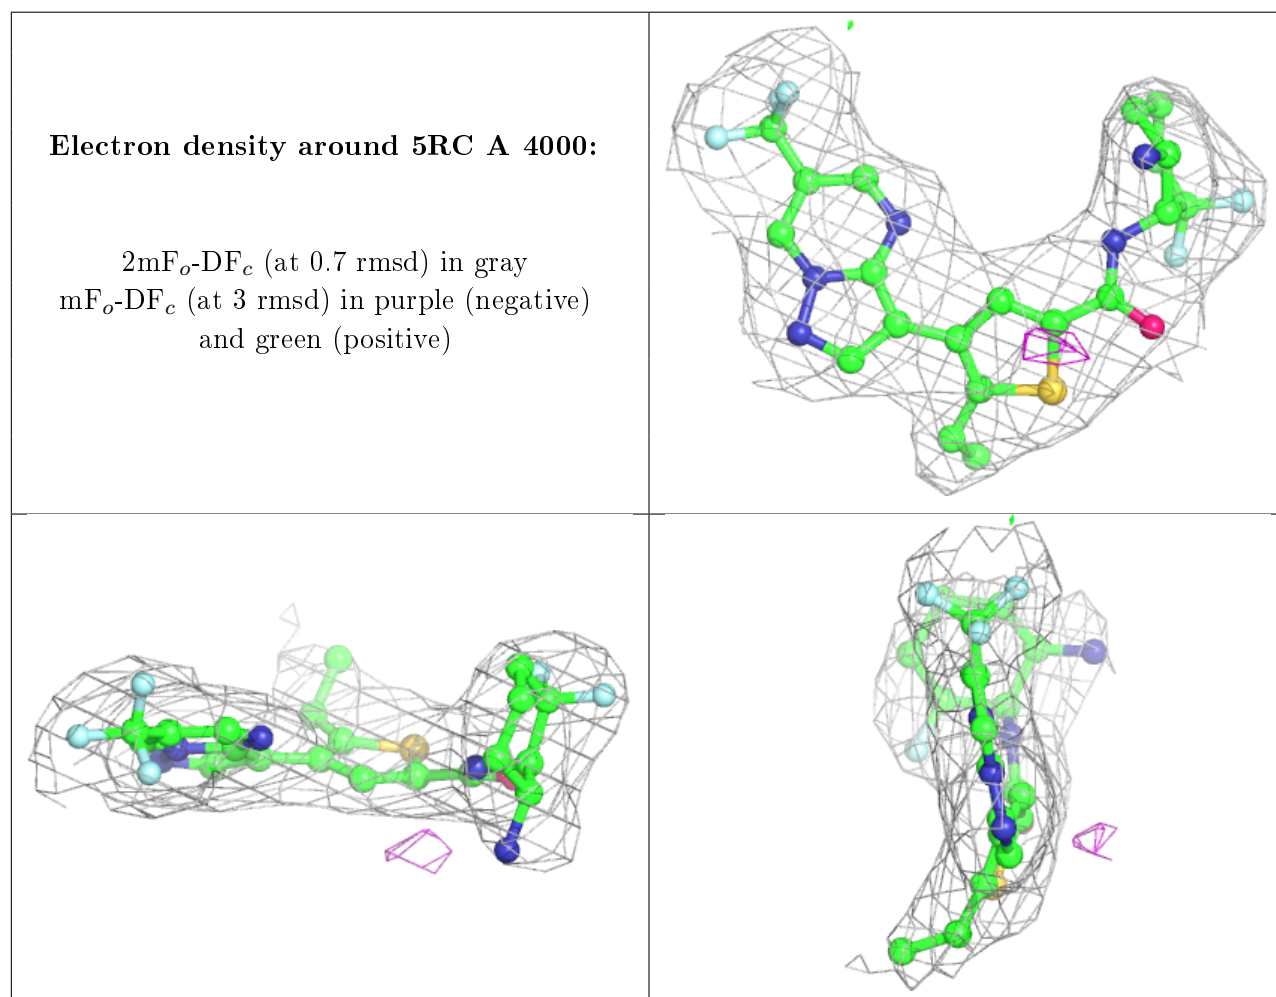 Electron density around 5RC A 4000:
2mFo-DFc (at 0.7 rmsd) in gray
mFo-DFc (at 3 rmsd) in purple (negative)
and green (positive)